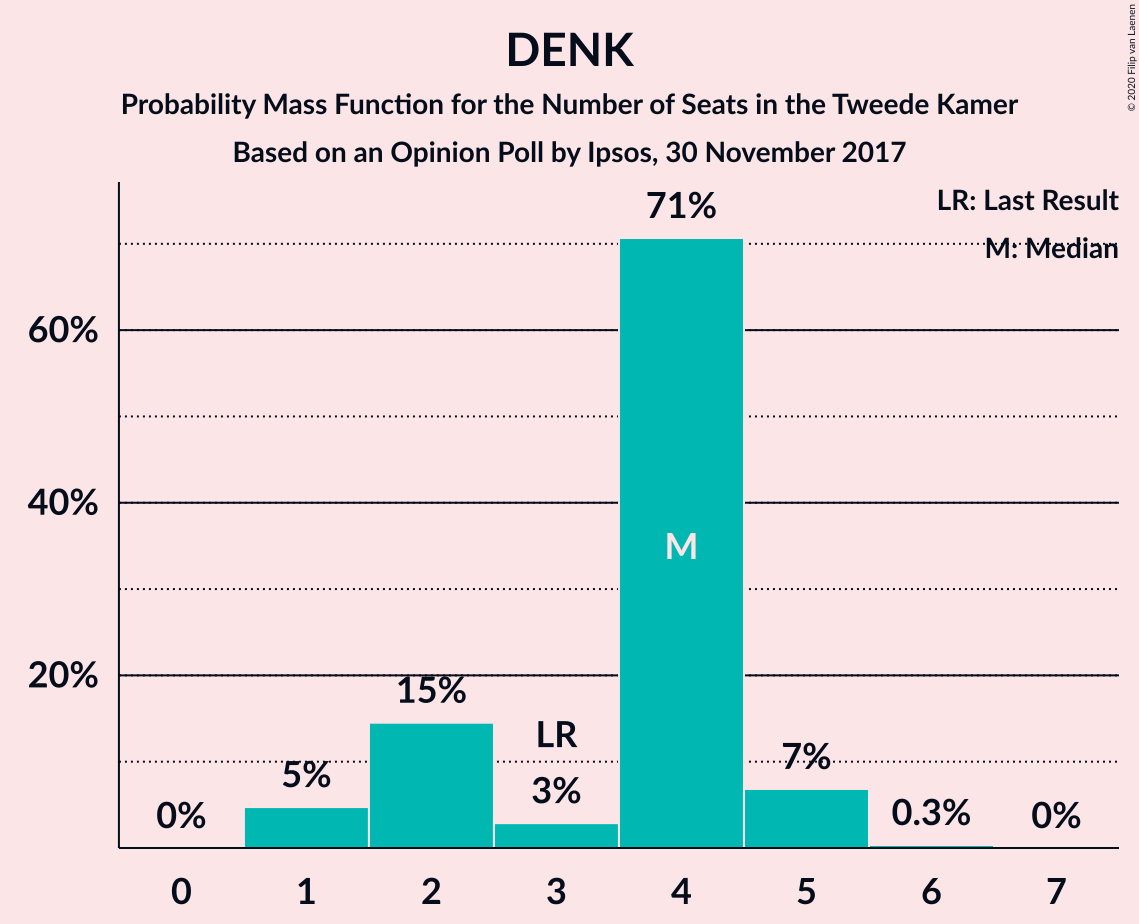 DENK
Probability Mass Function for the Number of Seats in the Tweede Kamer
Based on an Opinion Poll by Ipsos, 30 November 2017
© 2020 Filip van Laenen
LR: Last Result
M: Median
71%
60%
40%
20%
M
15%
LR
5%
3%
7%
0%
0.3%
0%
0 1 2 3 4 5 6 7